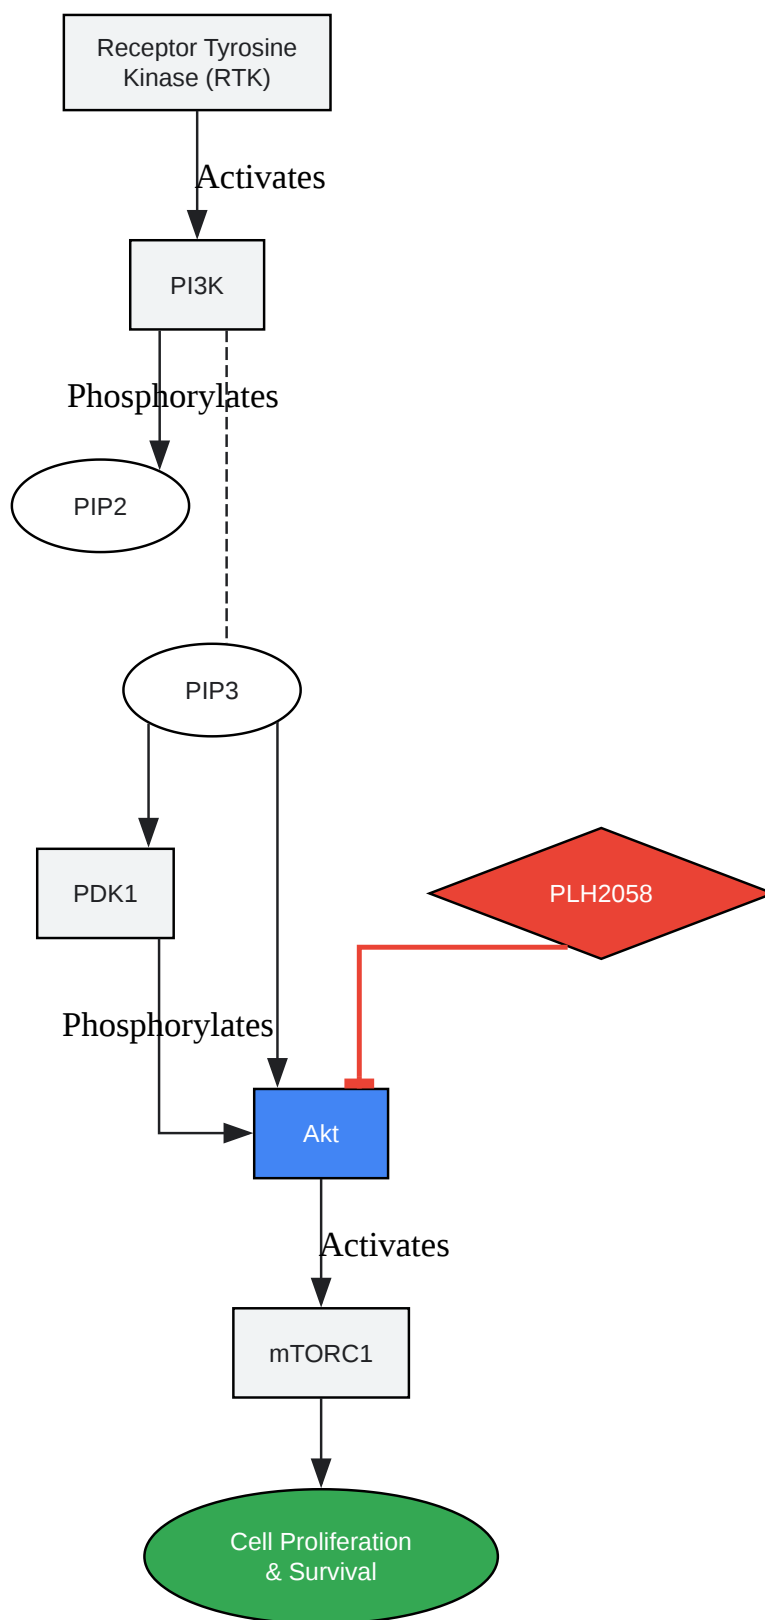 Receptor Tyrosine
Kinase (RTK)
Activates
PI3K
Phosphorylates
PIP2
PIP3
PDK1
PLH2058
Phosphorylates
Akt
Activates
mTORC1
Cell Proliferation
& Survival